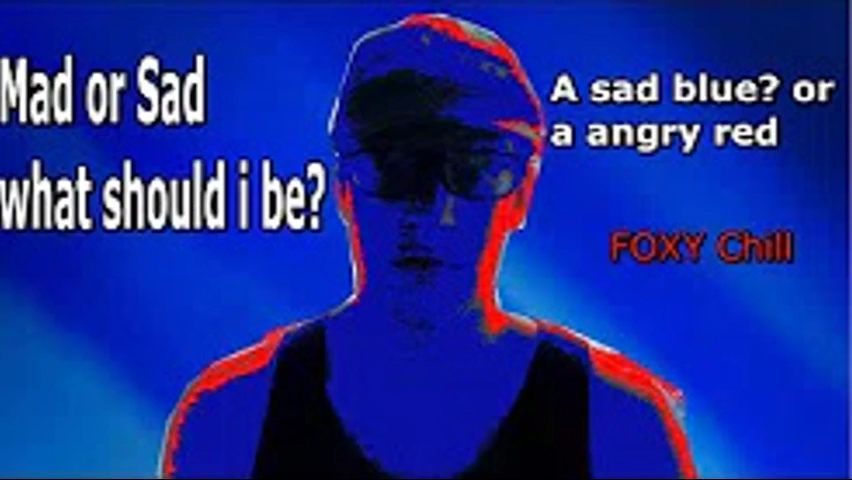 Mad or Sad
what should i be?
A sad blue? or
a angry red
FOXY Chill